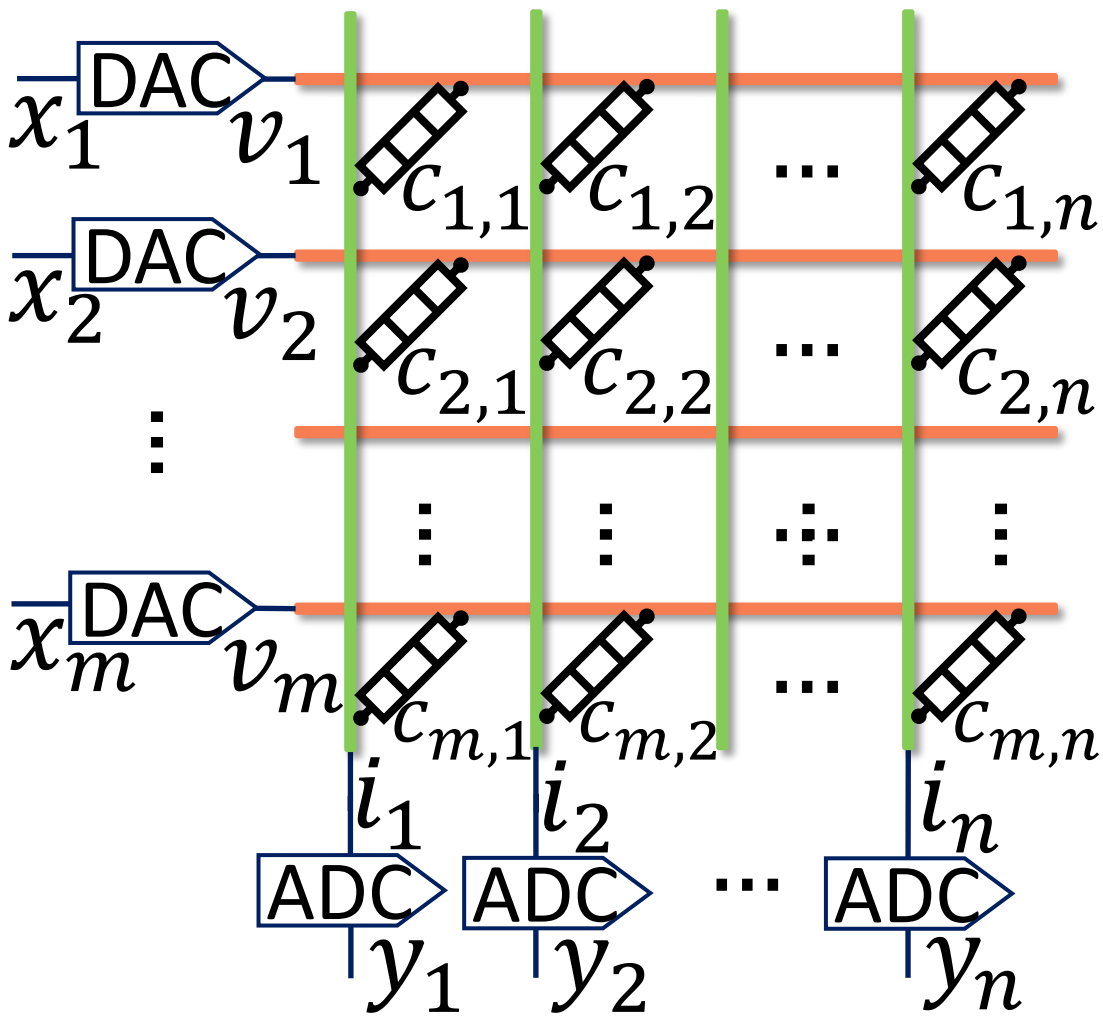 DAC
x₁ v₁
c₁,₁ c₁,₂ ... c₁,ₙ
DAC
x₂ v₂
c₂,₁ c₂,₂ ... c₂,ₙ
⋮
⋮ ⋮ ⋮ ⋮
DAC
xₘ vₘ
cₘ,₁ cₘ,₂ ... cₘ,ₙ
i₁ i₂ iₙ
ADC ADC ... ADC
y₁ y₂ yₙ